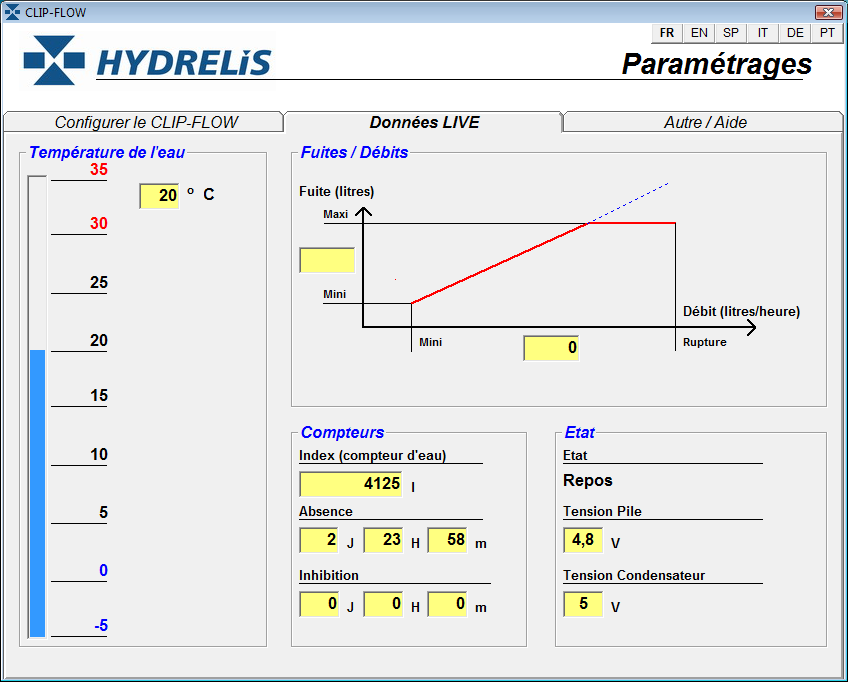 CLIP-FLOW
FR EN SP IT DE PT
HYDRELIS
Paramétrages
Configurer le CLIP-FLOW
Données LIVE
Autre / Aide
Température de l'eau
35
30
25
20
15
10
5
0
-5
20 ° C
Fuites / Débits
Fuite (litres)
Maxi
Mini
Débit (litres/heure)
Mini
0
Rupture
Compteurs
Index (compteur d'eau)
4125 l
Absence
2 J 23 H 58 m
Inhibition
0 J 0 H 0 m
Etat
Etat
Repos
Tension Pile
4,8 V
Tension Condensateur
5 V